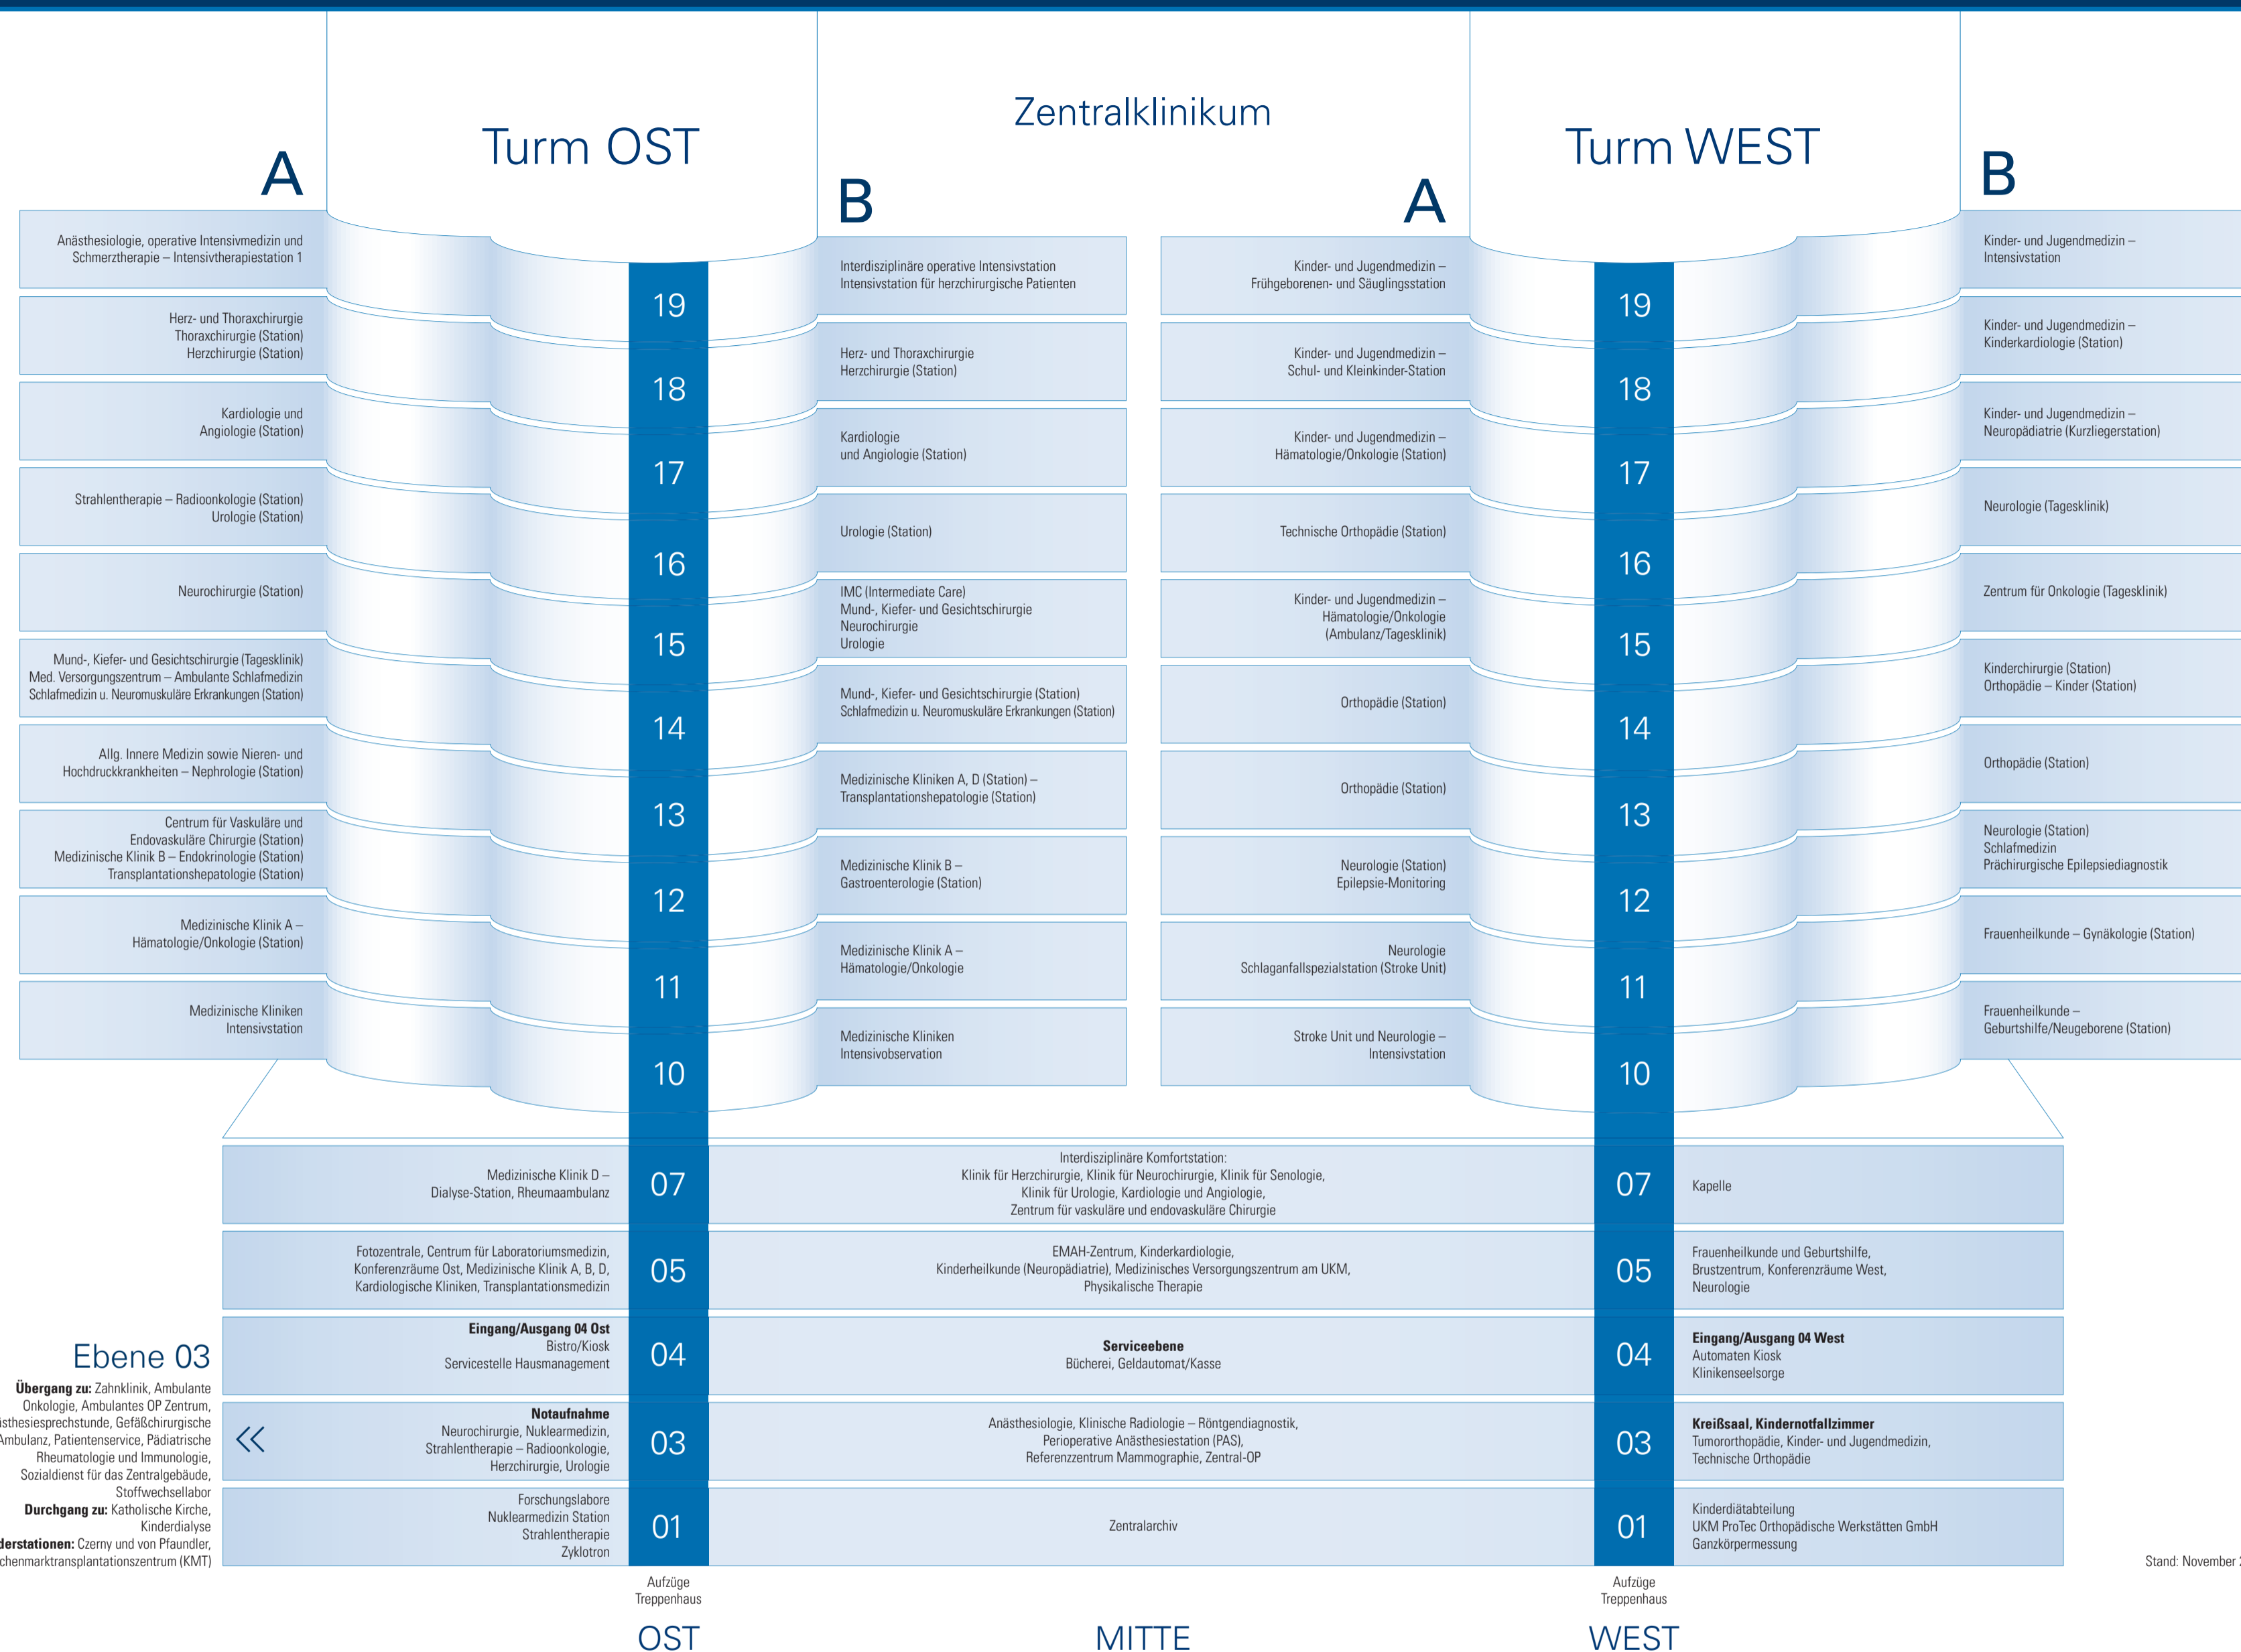 Zentralklinikum
Turm OST
Turm WEST
A
B
A
B
Anästhesiologie, operative Intensivmedizin und
Schmerztherapie – Intensivtherapiestation 1
19
Interdisziplinäre operative Intensivstation
Intensivstation für herzchirurgische Patienten
Kinder- und Jugendmedizin –
Frühgeborenen- und Säuglingsstation
19
Kinder- und Jugendmedizin –
Intensivstation
Herz- und Thoraxchirurgie
Thoraxchirurgie (Station)
Herzchirurgie (Station)
18
Herz- und Thoraxchirurgie
Herzchirurgie (Station)
Kinder- und Jugendmedizin –
Schul- und Kleinkinder-Station
18
Kinder- und Jugendmedizin –
Kinderkardiologie (Station)
Kardiologie und
Angiologie (Station)
17
Kardiologie
und Angiologie (Station)
Kinder- und Jugendmedizin –
Hämatologie/Onkologie (Station)
17
Kinder- und Jugendmedizin –
Neuropädiatrie (Kurzliegerstation)
Strahlentherapie – Radioonkologie (Station)
Urologie (Station)
16
Urologie (Station)
Technische Orthopädie (Station)
16
Neurologie (Tagesklinik)
Neurochirurgie (Station)
15
IMC (Intermediate Care)
Mund-, Kiefer- und Gesichtschirurgie
Neurochirurgie
Urologie
Kinder- und Jugendmedizin –
Hämatologie/Onkologie
(Ambulanz/Tagesklinik)
15
Zentrum für Onkologie (Tagesklinik)
Mund-, Kiefer- und Gesichtschirurgie (Tagesklinik)
Med. Versorgungszentrum – Ambulante Schlafmedizin
Schlafmedizin u. Neuromuskuläre Erkrankungen (Station)
14
Mund-, Kiefer- und Gesichtschirurgie (Station)
Schlafmedizin u. Neuromuskuläre Erkrankungen (Station)
Orthopädie (Station)
14
Kinderchirurgie (Station)
Orthopädie – Kinder (Station)
Allg. Innere Medizin sowie Nieren- und
Hochdruckkrankheiten – Nephrologie (Station)
13
Medizinische Kliniken A, D (Station) –
Transplantationshepatologie (Station)
Orthopädie (Station)
13
Orthopädie (Station)
Centrum für Vaskuläre und
Endovaskuläre Chirurgie (Station)
Medizinische Klinik B – Endokrinologie (Station)
Transplantationshepatologie (Station)
12
Medizinische Klinik B –
Gastroenterologie (Station)
Neurologie (Station)
Epilepsie-Monitoring
12
Neurologie (Station)
Schlafmedizin
Prächirurgische Epilepsiediagnostik
Medizinische Klinik A –
Hämatologie/Onkologie (Station)
11
Medizinische Klinik A –
Hämatologie/Onkologie
Neurologie
Schlaganfallspezialstation (Stroke Unit)
11
Frauenheilkunde – Gynäkologie (Station)
Medizinische Kliniken
Intensivstation
10
Medizinische Kliniken
Intensivobservation
Stroke Unit und Neurologie –
Intensivstation
10
Frauenheilkunde –
Geburtshilfe/Neugeborene (Station)
Medizinische Klinik D –
Dialyse-Station, Rheumaambulanz
07
Interdisziplinäre Komfortstation:
Klinik für Herzchirurgie, Klinik für Neurochirurgie, Klinik für Senologie,
Klinik für Urologie, Kardiologie und Angiologie,
Zentrum für vaskuläre und endovaskuläre Chirurgie
07
Kapelle
Fotozentrale, Centrum für Laboratoriumsmedizin,
Konferenzräume Ost, Medizinische Klinik A, B, D,
Kardiologische Kliniken, Transplantationsmedizin
05
EMAH-Zentrum, Kinderkardiologie,
Kinderheilkunde (Neuropädiatrie), Medizinisches Versorgungszentrum am UKM,
Physikalische Therapie
05
Frauenheilkunde und Geburtshilfe,
Brustzentrum, Konferenzräume West,
Neurologie
Eingang/Ausgang 04 Ost
Bistro/Kiosk
Servicestelle Hausmanagement
04
Serviceebene
Bücherei, Geldautomat/Kasse
04
Eingang/Ausgang 04 West
Automaten Kiosk
Klinikenseelsorge
Ebene 03
Übergang zu: Zahnklinik, Ambulante
Onkologie, Ambulantes OP Zentrum,
sthesiesprechstunde, Gefäßchirurgische
Ambulanz, Patientenservice, Pädiatrische
Rheumatologie und Immunologie,
Sozialdienst für das Zentralgebäude,
Stoffwechsellabor
Durchgang zu: Katholische Kirche,
Kinderdialyse
derstationen: Czerny und von Pfaundler,
chenmarktransplantationszentrum (KMT)
Notaufnahme
Neurochirurgie, Nuklearmedizin,
Strahlentherapie – Radioonkologie,
Herzchirurgie, Urologie
03
Anästhesiologie, Klinische Radiologie – Röntgendiagnostik,
Perioperative Anästhesiestation (PAS),
Referenzzentrum Mammographie, Zentral-OP
03
Kreißsaal, Kindernotfallzimmer
Tumororthopädie, Kinder- und Jugendmedizin,
Technische Orthopädie
Forschungslabore
Nuklearmedizin Station
Strahlentherapie
Zyklotron
01
Zentralarchiv
01
Kinderdiätabteilung
UKM ProTec Orthopädische Werkstätten GmbH
Ganzkörpermessung
Stand: November
Aufzüge
Treppenhaus
Aufzüge
Treppenhaus
OST
MITTE
WEST